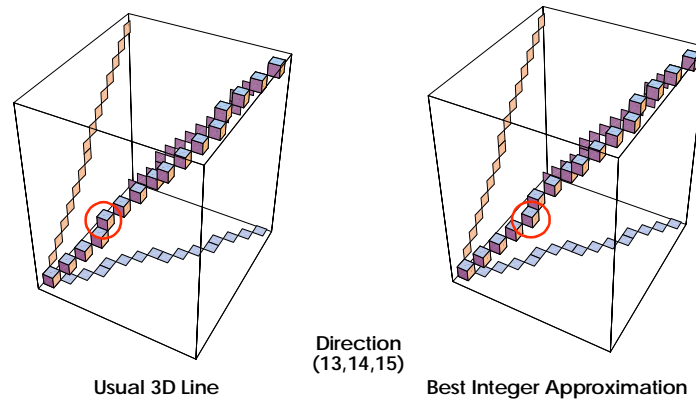 Direction
(13,14,15)
Usual 3D Line
Best Integer Approximation